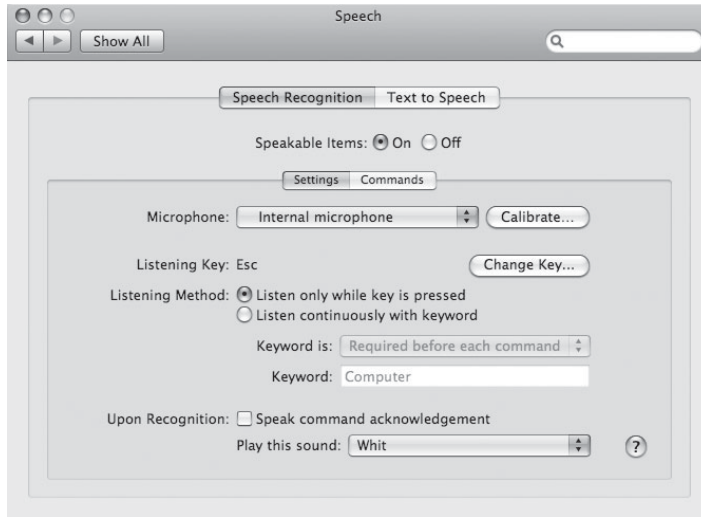 Speech
Show All
Speech Recognition Text to Speech
Speakable Items: On Off
Settings Commands
Microphone: Internal microphone Calibrate...
Listening Key: Esc Change Key...
Listening Method: Listen only while key is pressed
Listen continuously with keyword
Keyword is: Required before each command
Keyword: Computer
Upon Recognition: Speak command acknowledgement
Play this sound: Whit ?